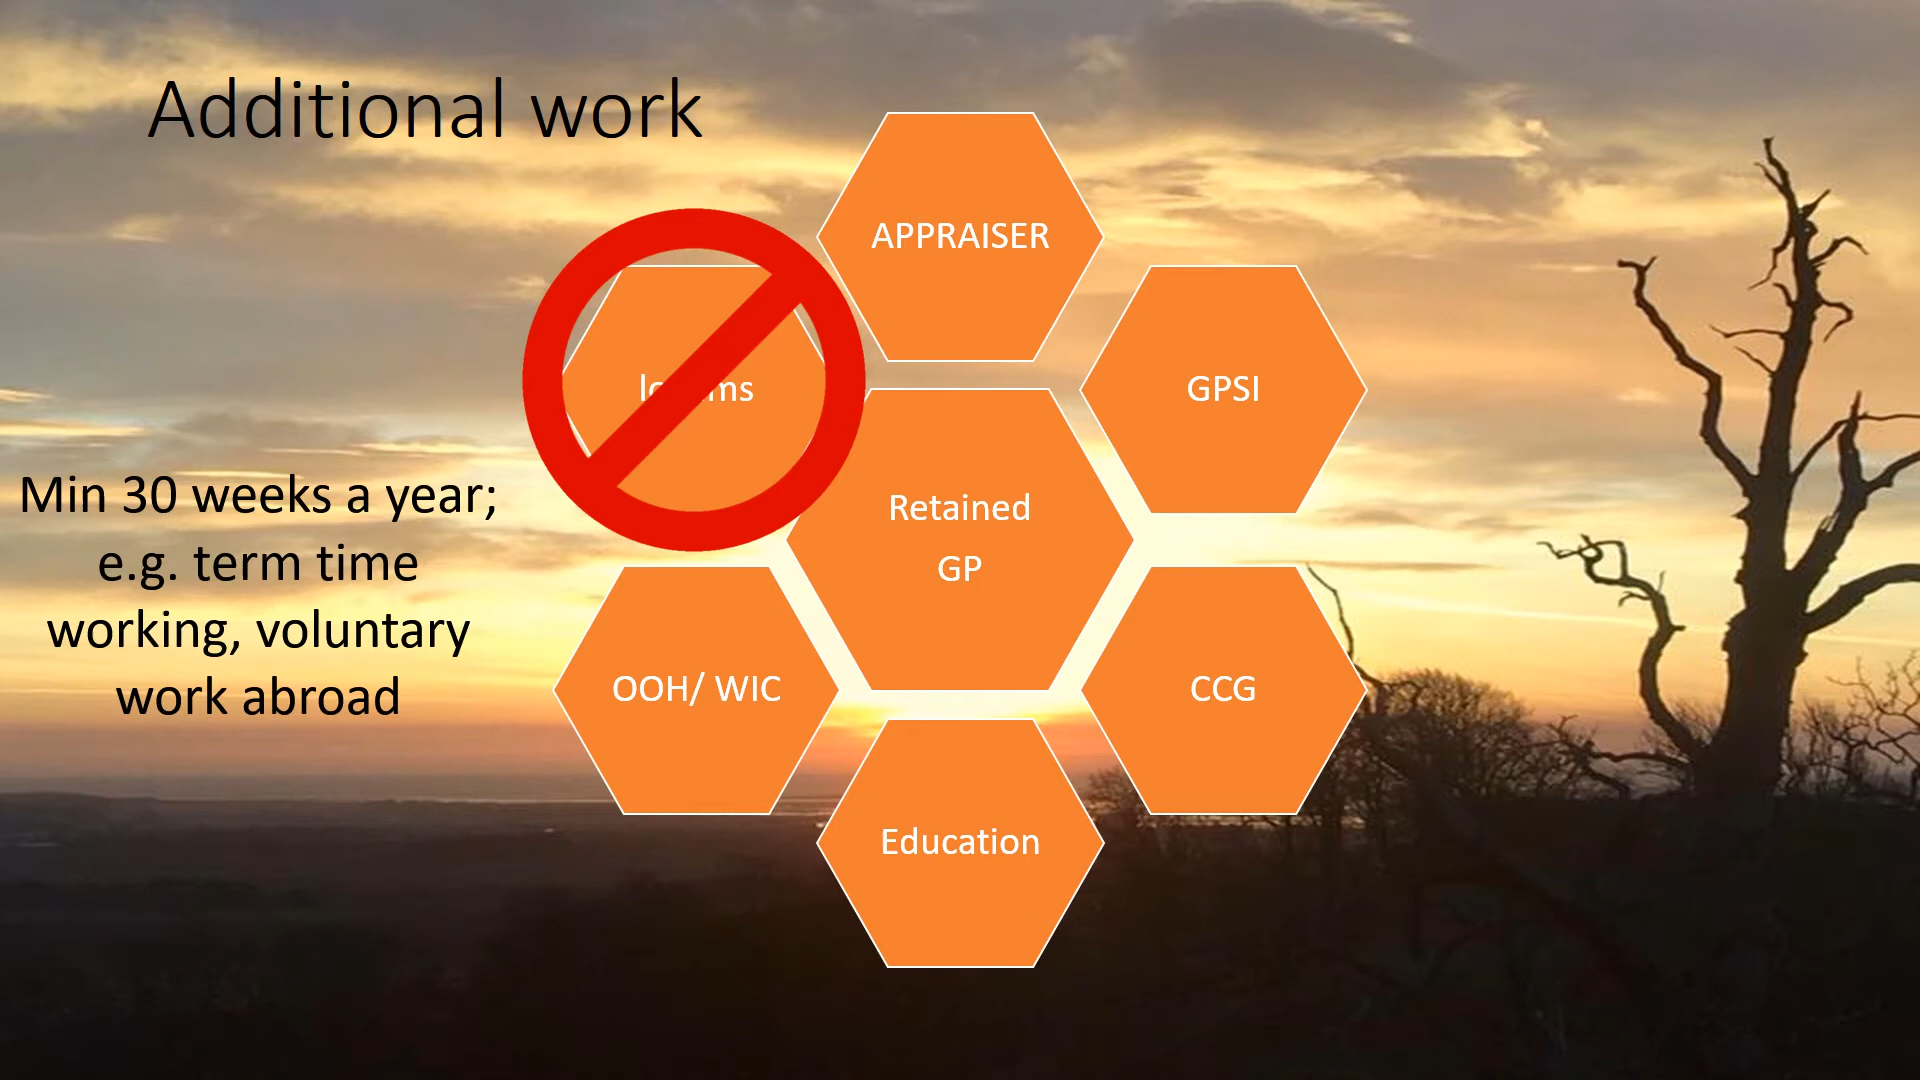 Additional work
APPRAISER
GPSI
Retained
GP
Min 30 weeks a year;
e.g. term time
working, voluntary
work abroad
OOH/ WIC
CCG
Education